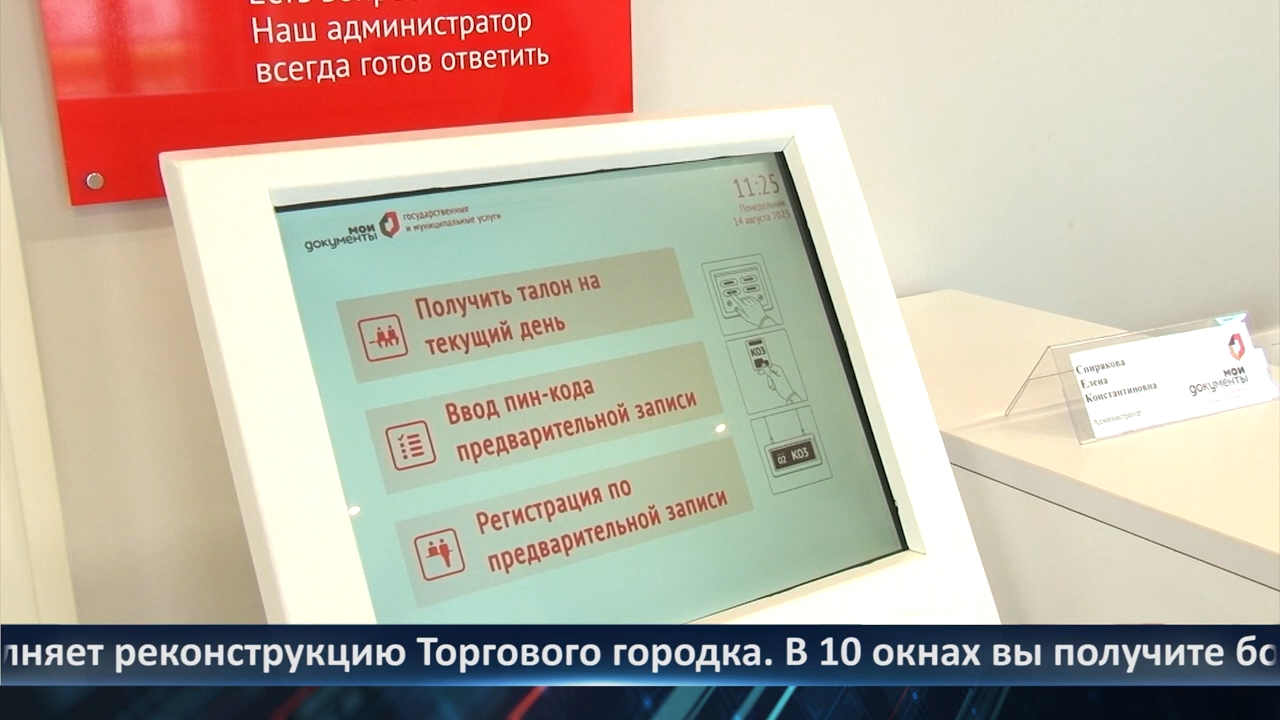 Наш администратор
всегда готов ответить
11:25
Понедельник
14 августа 2023
мои
документы
государственные
и муниципальные услуги
Получить талон на
текущий день
Ввод пин-кода
предварительной записи
Регистрация по
предварительной записи
К03
02 К03
Спирякова
Елена
Константиновна
Администратор
мои
документы
лняет реконструкцию Торгового городка. В 10 окнах вы получите бо